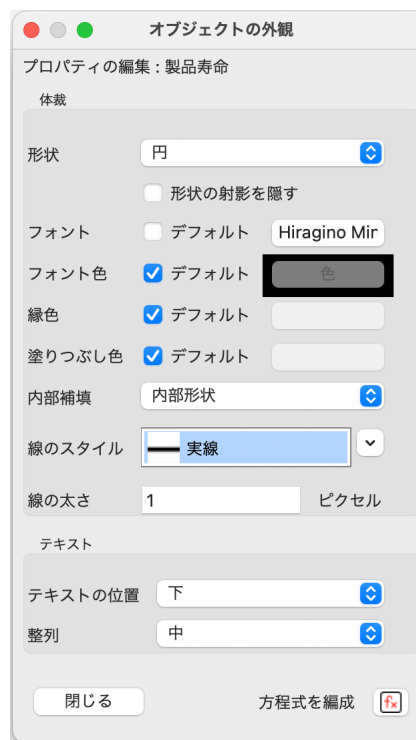 オブジェクトの外観
プロパティの編集 : 製品寿命
体裁
形状 円
形状の射影を隠す
フォント デフォルト Hiragino Mir
フォント色 デフォルト 色
縁色 デフォルト
塗りつぶし色 デフォルト
内部補填 内部形状
線のスタイル 実線
線の太さ 1 ピクセル
テキスト
テキストの位置 下
整列 中
閉じる 方程式を編成 fx